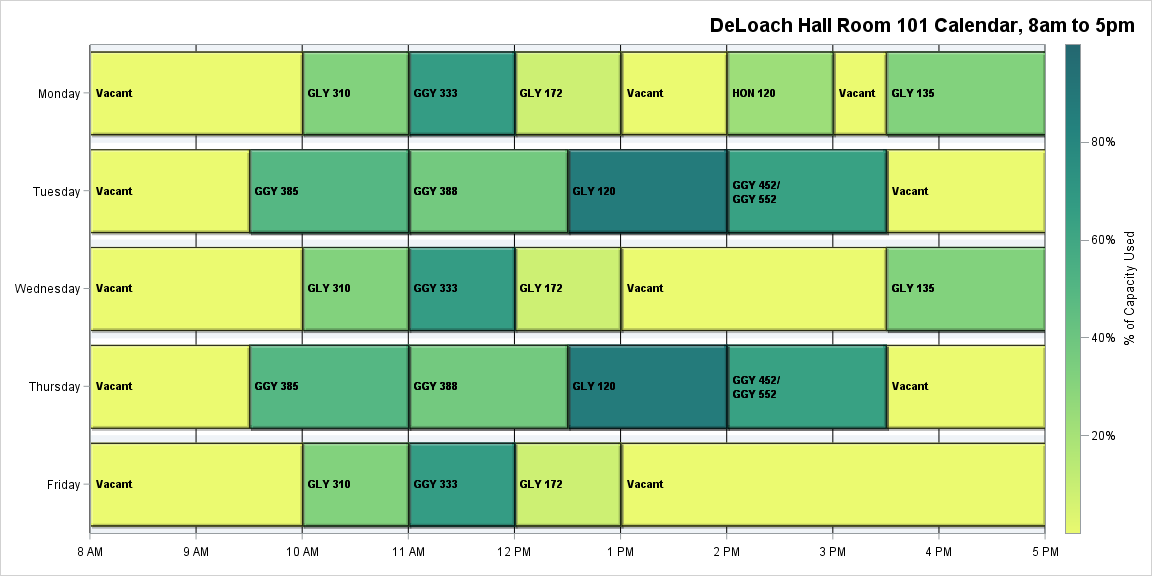 DeLoach Hall Room 101 Calendar, 8am to 5pm
Monday
Vacant
GLY 310
GGY 333
GLY 172
Vacant
HON 120
Vacant
GLY 135
Tuesday
Vacant
GGY 385
GGY 388
GLY 120
GGY 452/
GGY 552
Vacant
Wednesday
Vacant
GLY 310
GGY 333
GLY 172
Vacant
GLY 135
Thursday
Vacant
GGY 385
GGY 388
GLY 120
GGY 452/
GGY 552
Vacant
Friday
Vacant
GLY 310
GGY 333
GLY 172
Vacant
8 AM
9 AM
10 AM
11 AM
12 PM
1 PM
2 PM
3 PM
4 PM
5 PM
80%
60%
40%
20%
% of Capacity Used